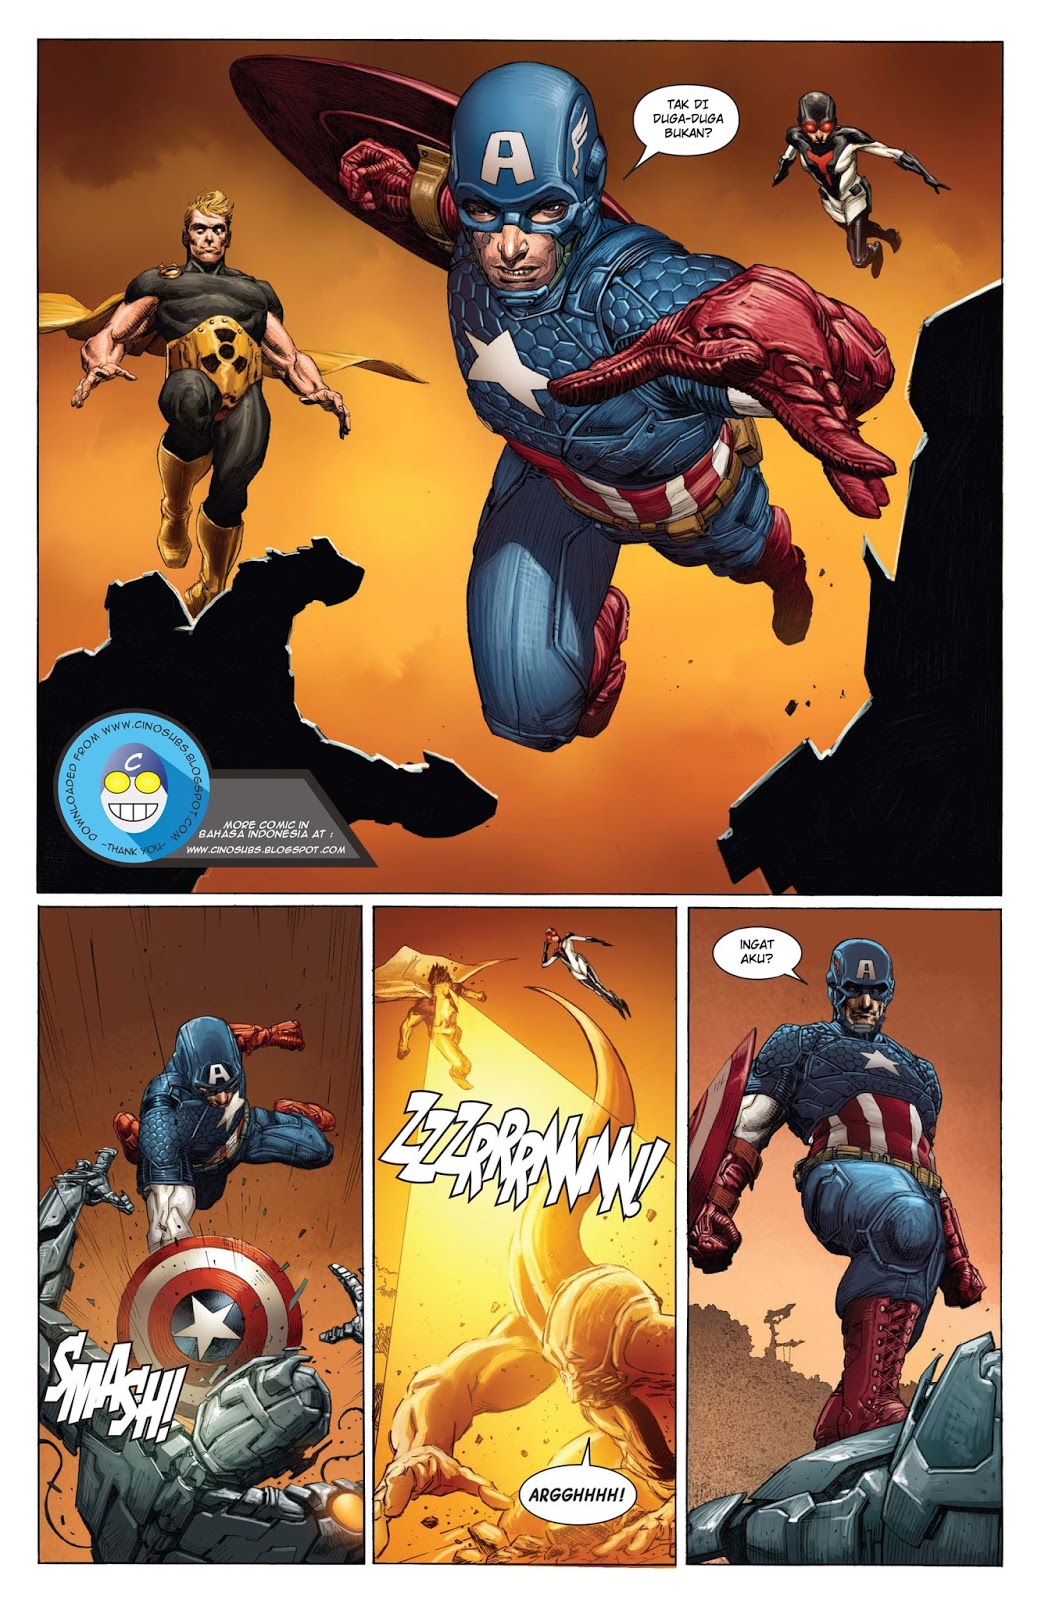 TAK DI
DUGA-DUGA
BUKAN?
A
DOWNLOADED FROM WWW.CINOSUBS.BLOGSPOT.COM
C
-THANK YOU-
MORE COMIC IN
BAHASA INDONESIA AT :
WWW.CINOSUBS.BLOGSPOT.COM
A
SMASH!
ZZZZRRRNNNN!
ARGGHHHH!
INGAT
AKU?
A